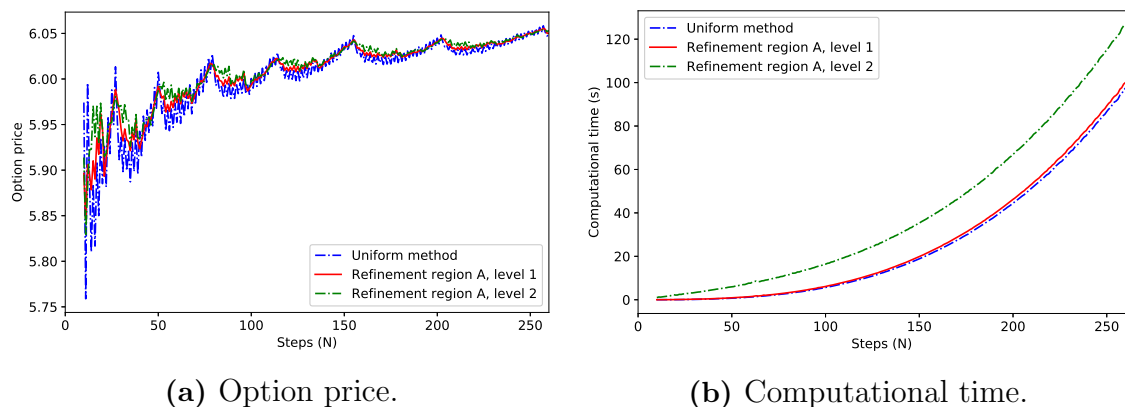 6.05
6.00
5.95
5.90
5.85
5.80
5.75
Option price
0
50
100
150
200
250
Steps (N)
Uniform method
Refinement region A, level 1
Refinement region A, level 2
(a) Option price.
120
100
80
60
40
20
0
Computational time (s)
0
50
100
150
200
250
Steps (N)
Uniform method
Refinement region A, level 1
Refinement region A, level 2
(b) Computational time.